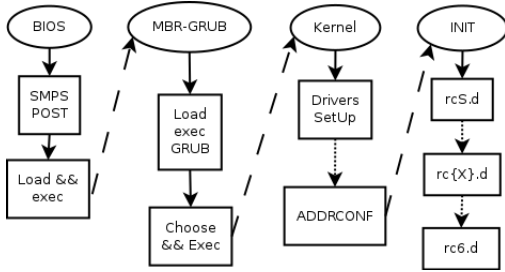 BIOS
SMPS
POST
Load &&
exec
MBR-GRUB
Load
exec
GRUB
Choose
&& Exec
Kernel
Drivers
SetUp
ADDRCONF
INIT
rcS.d
rc{X}.d
rc6.d